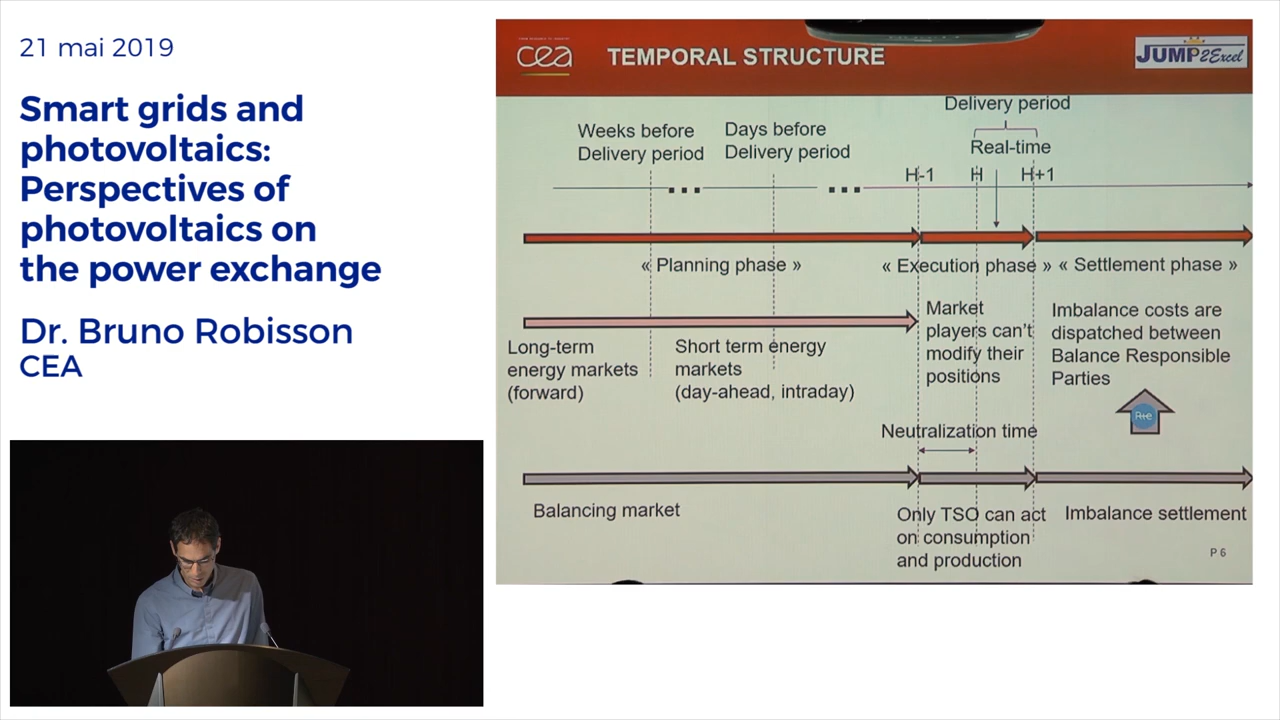 21 mai 2019
Smart grids and
photovoltaics:
Perspectives of
photovoltaics on
the power exchange
Dr. Bruno Robisson
CEA
cea
TEMPORAL STRUCTURE
JUMP2Excel
Delivery period
Weeks before
Delivery period
Days before
Delivery period
Real-time
H-1
H
H+1
« Planning phase »
« Execution phase »
« Settlement phase »
Long-term
energy markets
(forward)
Short term energy
markets
(day-ahead, intraday)
Market
players can't
modify their
positions
Imbalance costs are
dispatched between
Balance Responsible
Parties
Rte
Neutralization time
Balancing market
Only TSO can act
on consumption
and production
Imbalance settlement
P 6